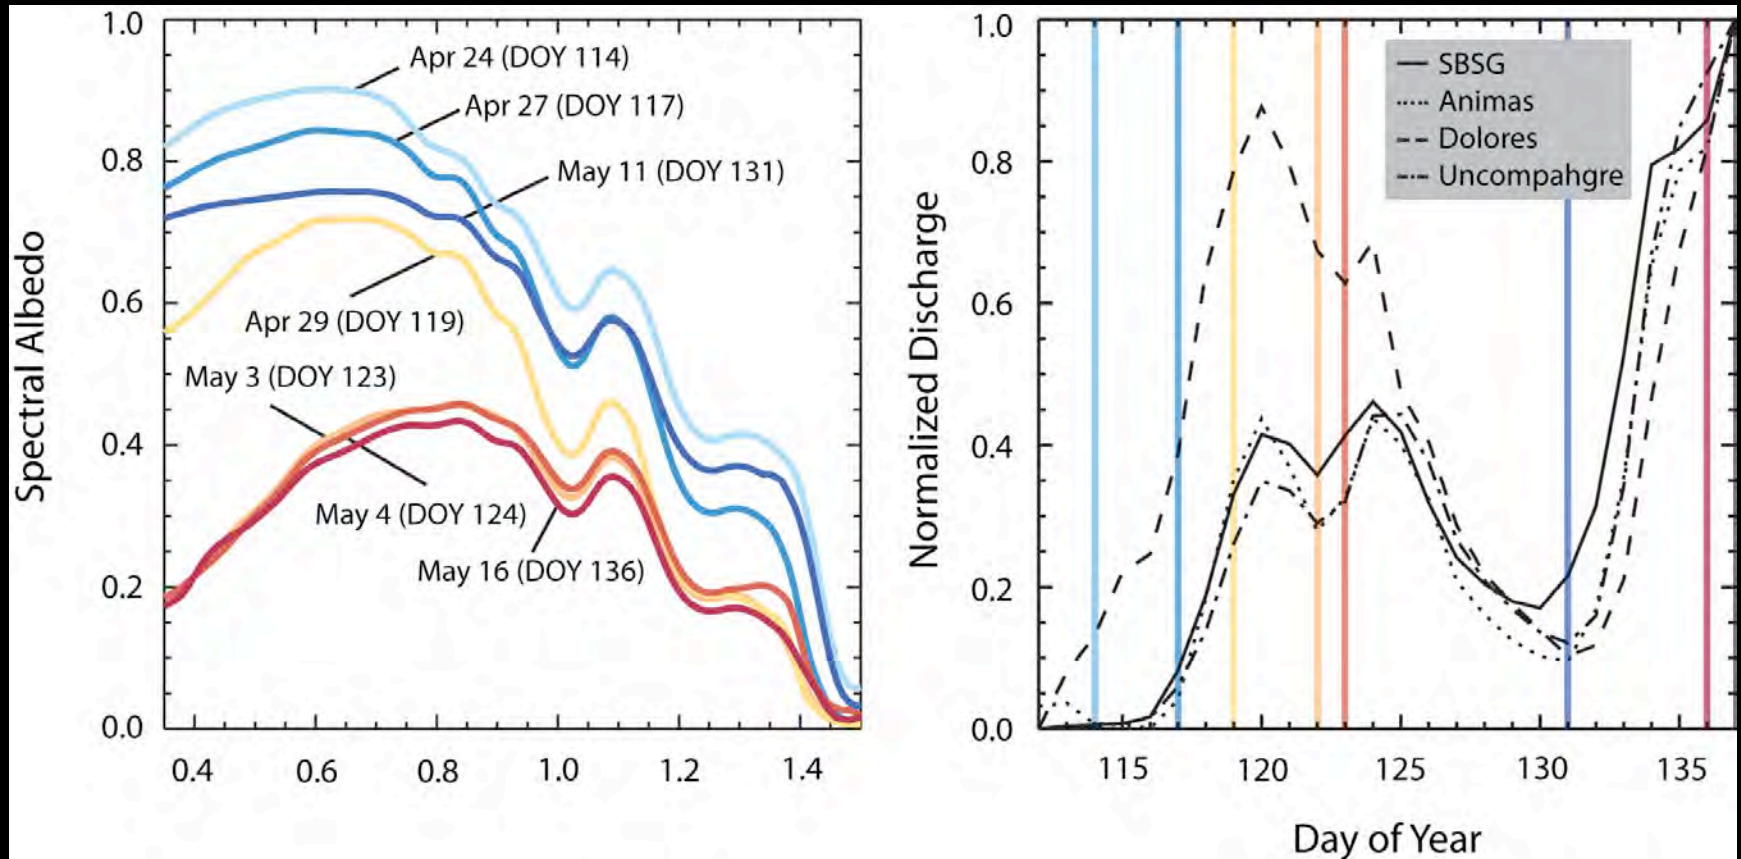 Spectral Albedo
1.0
0.8
0.6
0.4
0.2
0.0
Apr 24 (DOY 114)
Apr 27 (DOY 117)
May 11 (DOY 131)
Apr 29 (DOY 119)
May 3 (DOY 123)
May 4 (DOY 124)
May 16 (DOY 136)
0.4 0.6 0.8 1.0 1.2 1.4
Normalized Discharge
1.0
0.8
0.6
0.4
0.2
0.0
SBSG
Animas
Dolores
Uncompahgre
115 120 125 130 135
Day of Year